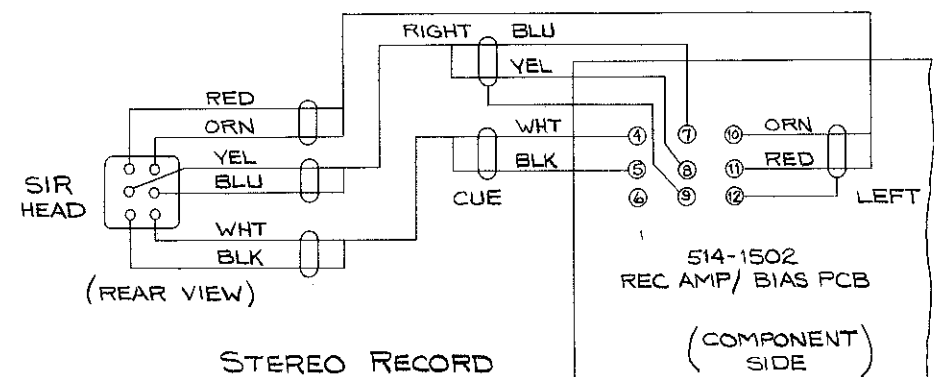 RIGHT BLU
YEL
RED
ORN
YEL
BLU
WHT
BLK
SIR
HEAD
(REAR VIEW)
WHT
BLK
CUE
4 7 10 ORN
5 8 11 RED
6 9 12
LEFT
514-1502
REC AMP/ BIAS PCB
(COMPONENT
SIDE)
STEREO RECORD